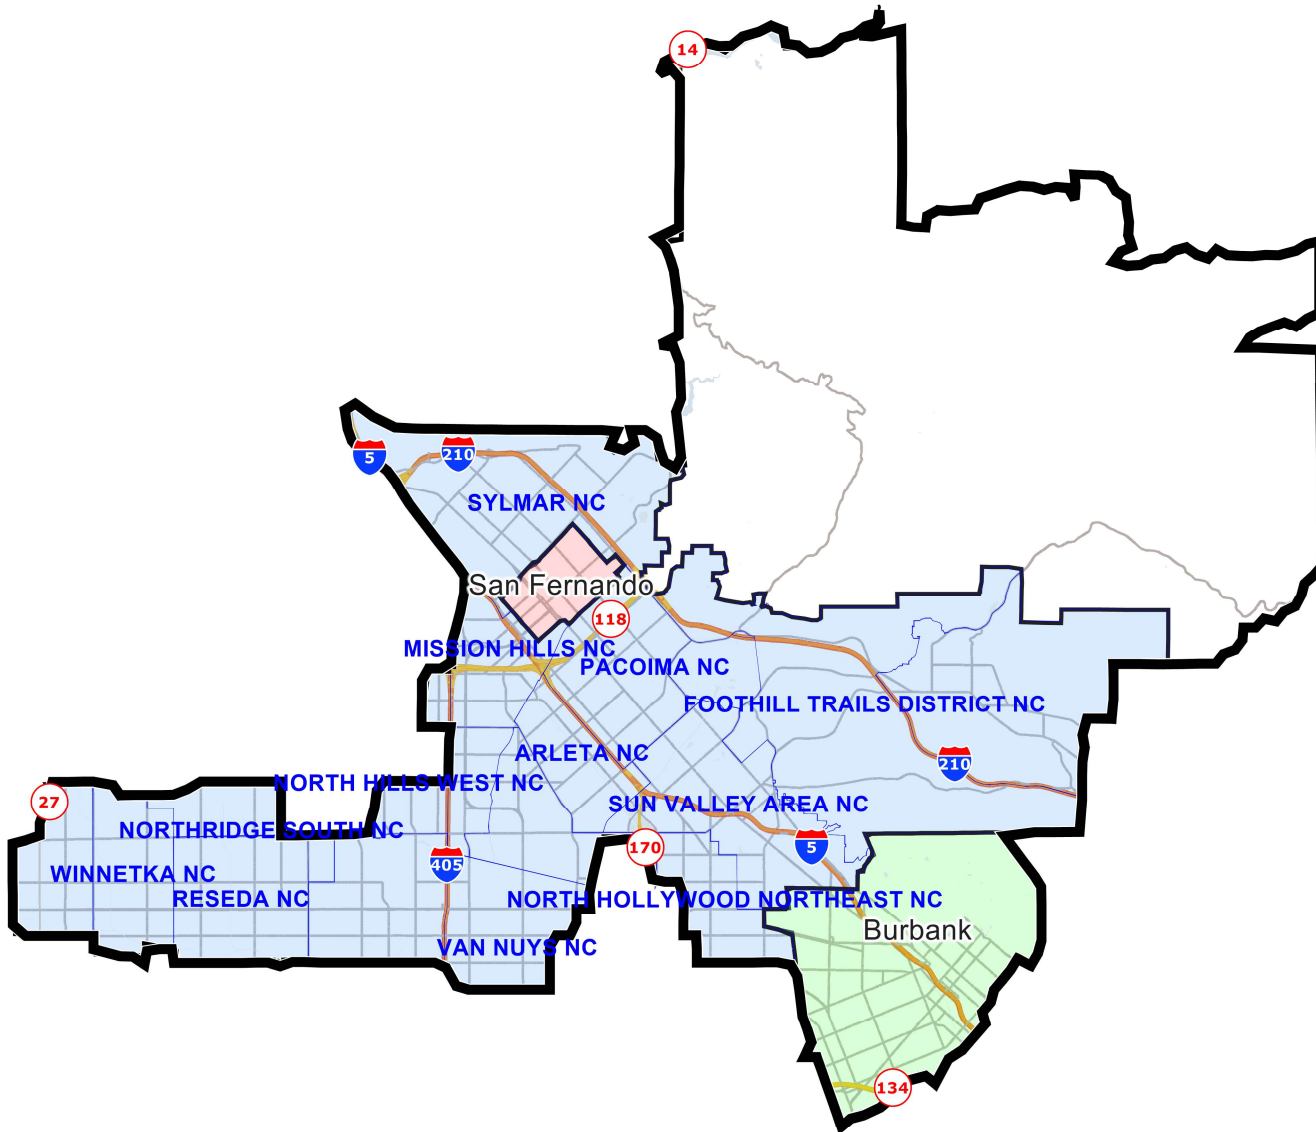 14
5
210
SYLMAR NC
San Fernando
118
MISSION HILLS NC
PACOIMA NC
FOOTHILL TRAILS DISTRICT NC
ARLETA NC
210
NORTH HILLS WEST NC
27
SUN VALLEY AREA NC
NORTHRIDGE SOUTH NC
170
5
405
WINNETKA NC
RESEDA NC
NORTH HOLLYWOOD NORTHEAST NC
Burbank
VAN NUYS NC
134